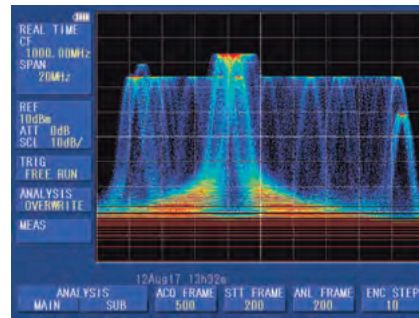 REAL TIME
CF
1000.00MHz
SPAN
20MHz
REF
10dBm
ATT 0dB
SCL 10dB/
TRIG
FREE RUN
ANALYSIS
OVERWRITE
MEAS
12Aug17 13h32m
ANALYSIS
MAIN SUB
ACQ FRAME
500
STT FRAME
200
ANL FRAME
200
ENC STEP
10